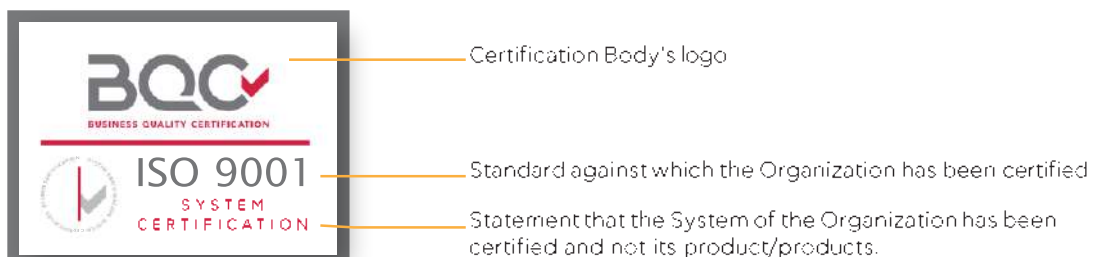 BQC
BUSINESS QUALITY CERTIFICATION
Certification Body's logo
ISO 9001
SYSTEM
CERTIFICATION
Standard against which the Organization has been certified
Statement that the System of the Organization has been
certified and not its product/products.